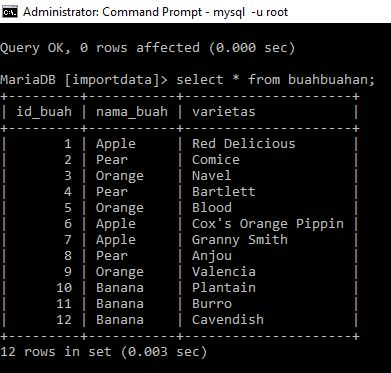 Administrator: Command Prompt - mysql  -u root
Query OK, 0 rows affected (0.000 sec)
MariaDB [importdata]> select * from buahbuahan;
+---------+-----------+----------------------+
| id_buah | nama_buah | varietas             |
+---------+-----------+----------------------+
|       1 | Apple     | Red Delicious        |
|       2 | Pear      | Comice               |
|       3 | Orange    | Navel                |
|       4 | Pear      | Bartlett             |
|       5 | Orange    | Blood                |
|       6 | Apple     | Cox's Orange Pippin  |
|       7 | Apple     | Granny Smith         |
|       8 | Pear      | Anjou                |
|       9 | Orange    | Valencia             |
|      10 | Banana    | Plantain             |
|      11 | Banana    | Burro                |
|      12 | Banana    | Cavendish            |
+---------+-----------+----------------------+
12 rows in set (0.003 sec)